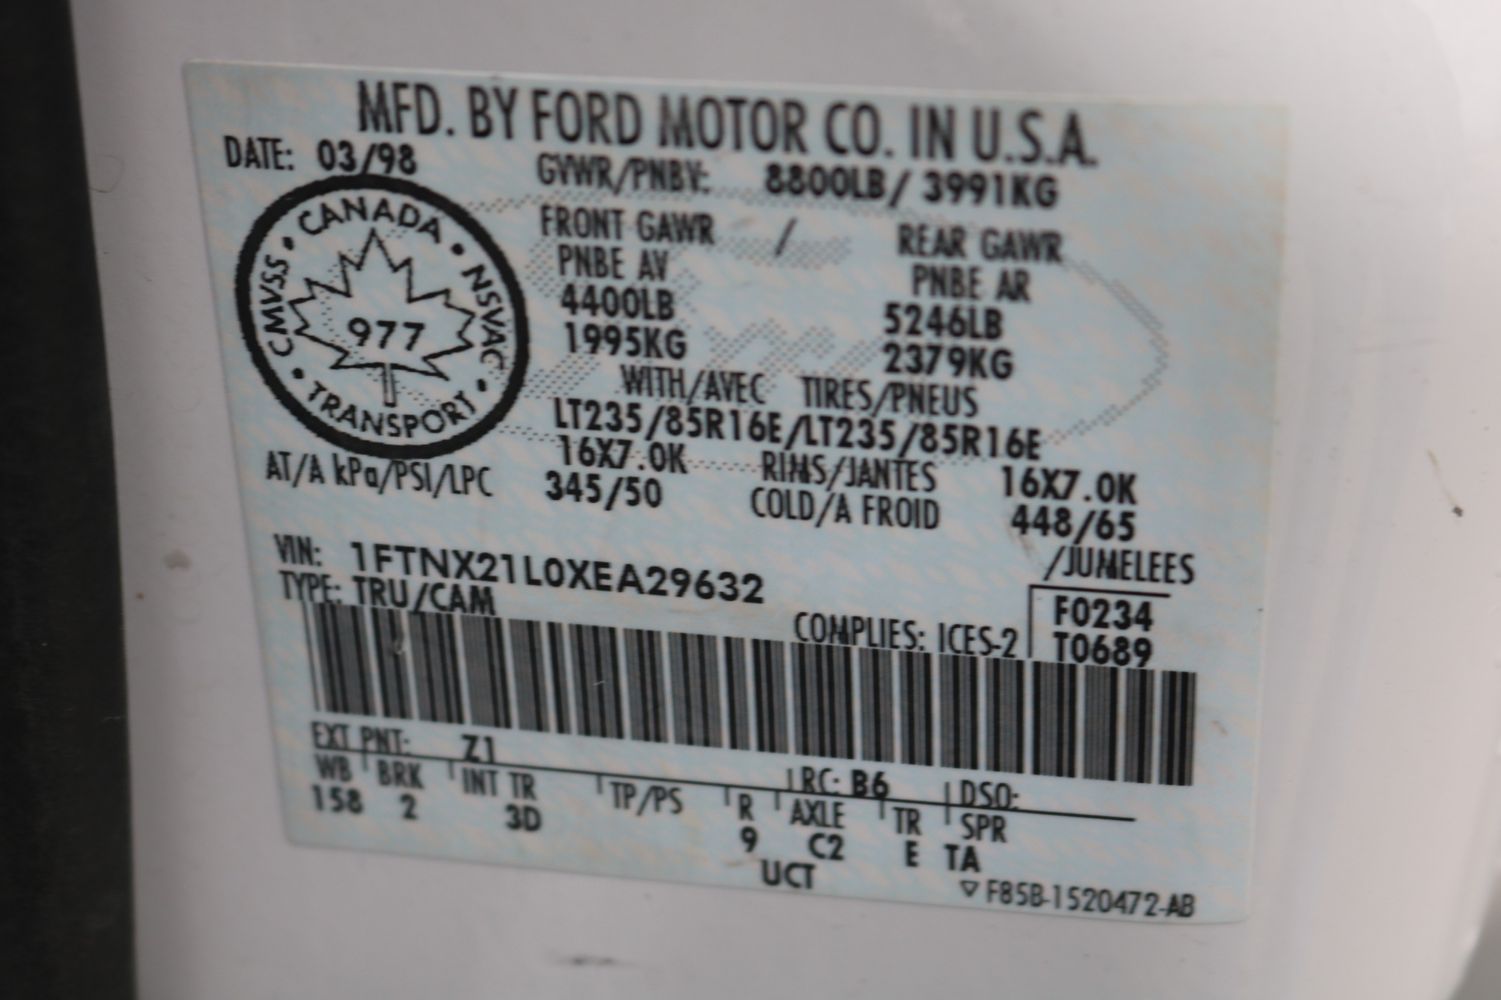 MFD. BY FORD MOTOR CO. IN U.S.A.
DATE: 03/98
GVWR/PNBV: 8800LB/ 3991KG
CANADA • NSVAC • TRANSPORT • CMVSS •
977
FRONT GAWR / REAR GAWR
PNBE AV PNBE AR
4400LB 5246LB
1995KG 2379KG
WITH/AVEC TIRES/PNEUS
LT235/85R16E/LT235/85R16E
16X7.0K RIMS/JANTES 16X7.0K
AT/A kPa/PSI/LPC 345/50 COLD/A FROID 448/65
/JUMELEES
VIN: 1FTNX21L0XEA29632
TYPE: TRU/CAM
F0234
COMPLIES: ICES-2 T0689
EXT PNT: Z1 RC: B6 DSO:
WB BRK INT TR TP/PS R AXLE TR SPR
158 2 3D 9 C2 E TA
UCT
▽ F85B-1520472-AB